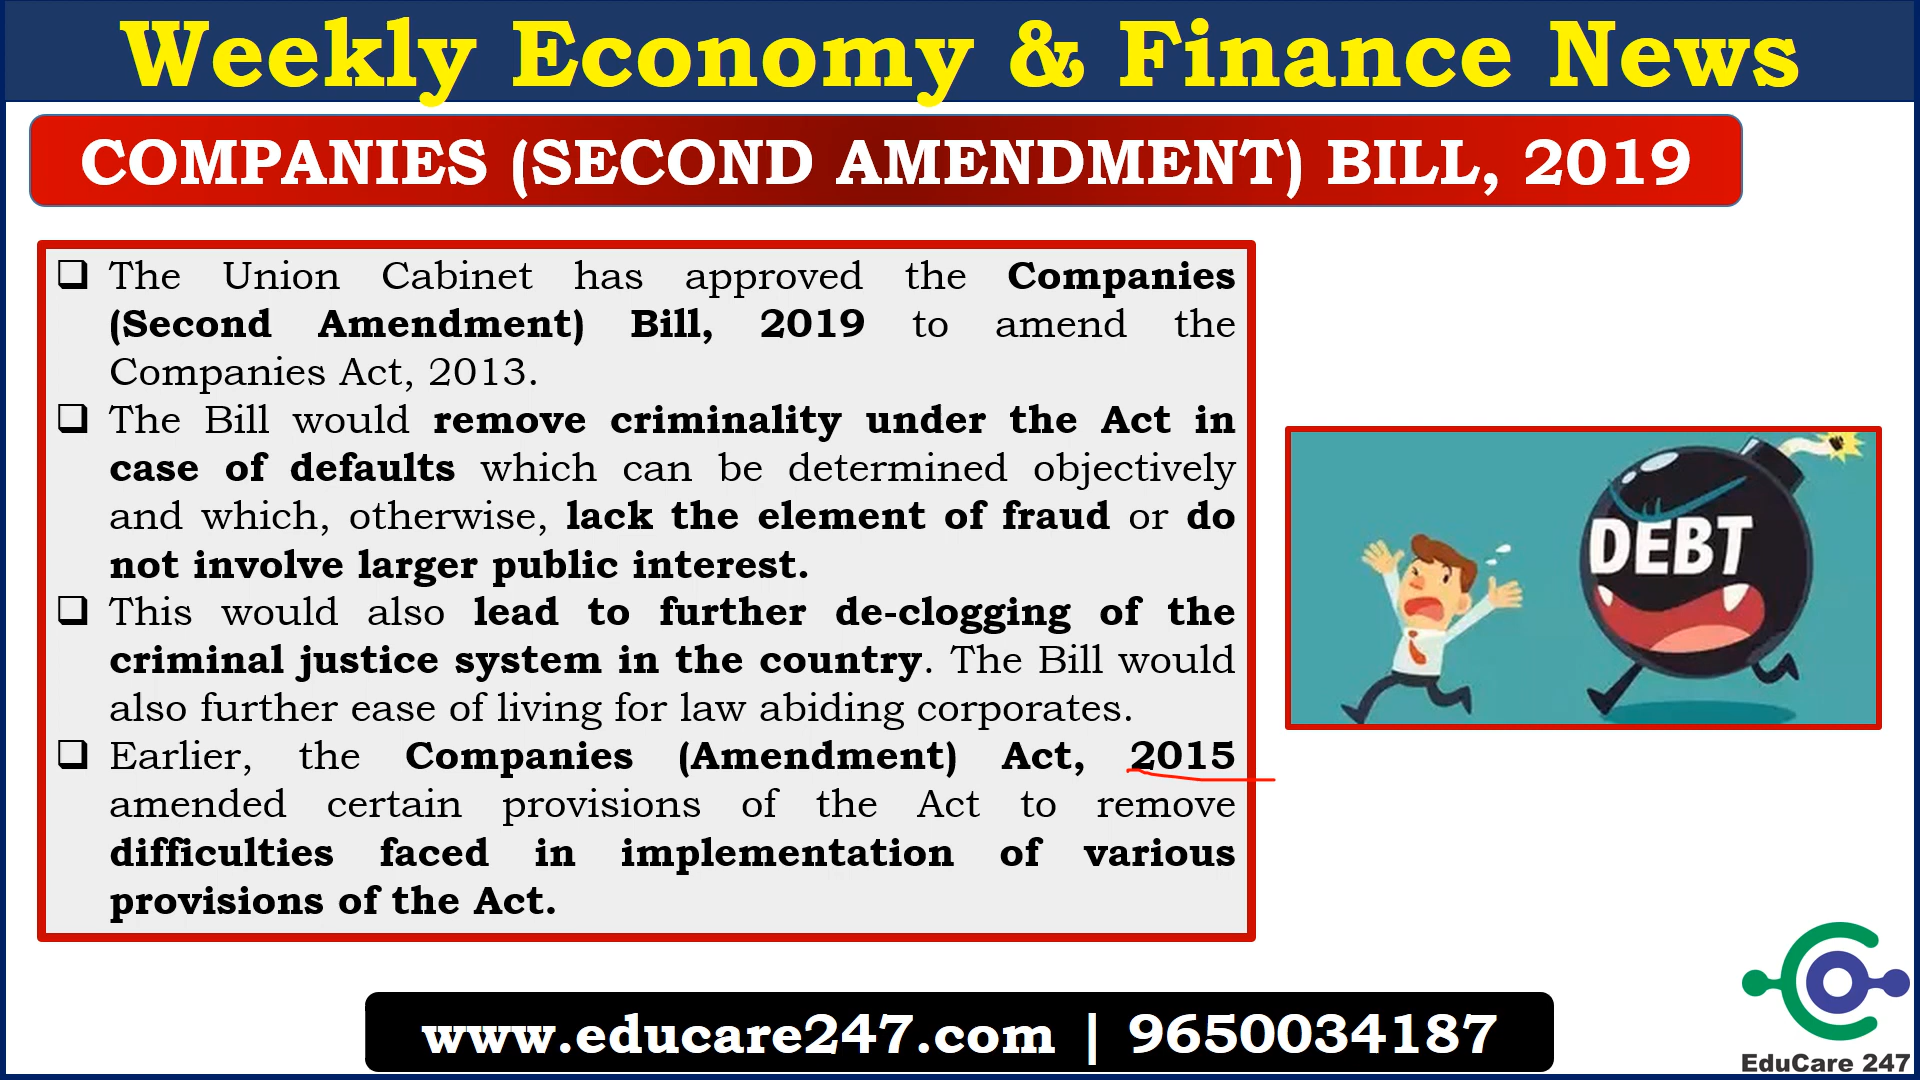 Weekly Economy & Finance News
COMPANIES (SECOND AMENDMENT) BILL, 2019
❑ The Union Cabinet has approved the Companies
(Second Amendment) Bill, 2019 to amend the
Companies Act, 2013.
❑ The Bill would remove criminality under the Act in
case of defaults which can be determined objectively
and which, otherwise, lack the element of fraud or do
not involve larger public interest.
❑ This would also lead to further de-clogging of the
criminal justice system in the country. The Bill would
also further ease of living for law abiding corporates.
❑ Earlier, the Companies (Amendment) Act, 2015
amended certain provisions of the Act to remove
difficulties faced in implementation of various
provisions of the Act.
DEBT
www.educare247.com | 9650034187
EduCare 247